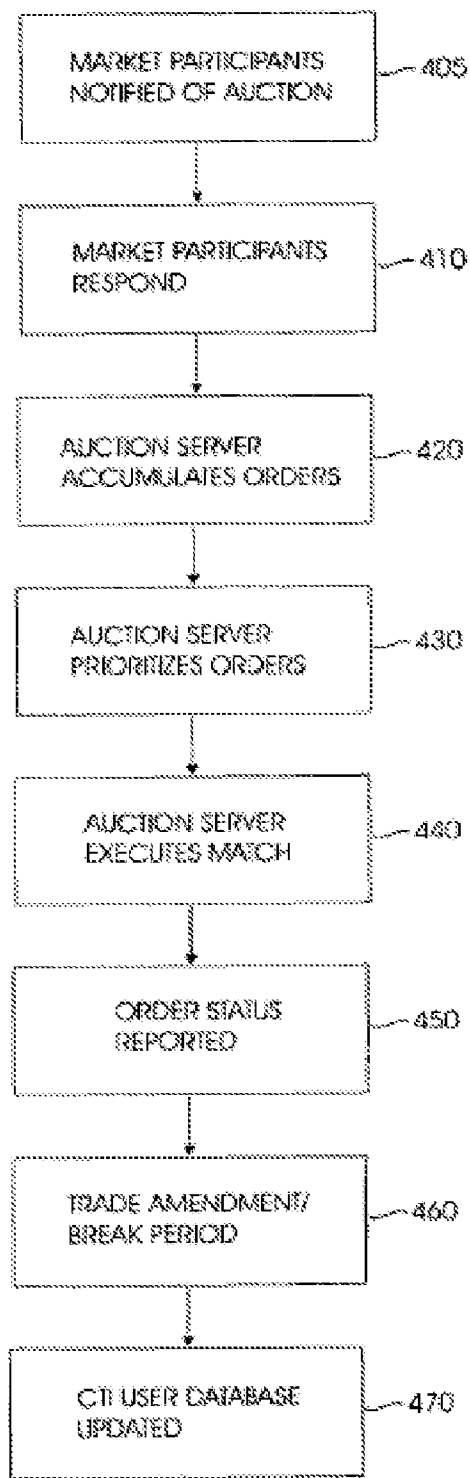 MARKET PARTICIPANTS
NOTIFIED OF AUCTION
405
MARKET PARTICIPANTS
RESPOND
410
AUCTION SERVER
ACCUMULATES ORDERS
420
AUCTION SERVER
PRIORITIZES ORDERS
430
AUCTION SERVER
EXECUTES MATCH
440
ORDER STATUS
REPORTED
450
TRADE AMENDMENT/
BREAK PERIOD
460
CTI USER DATABASE
UPDATED
470